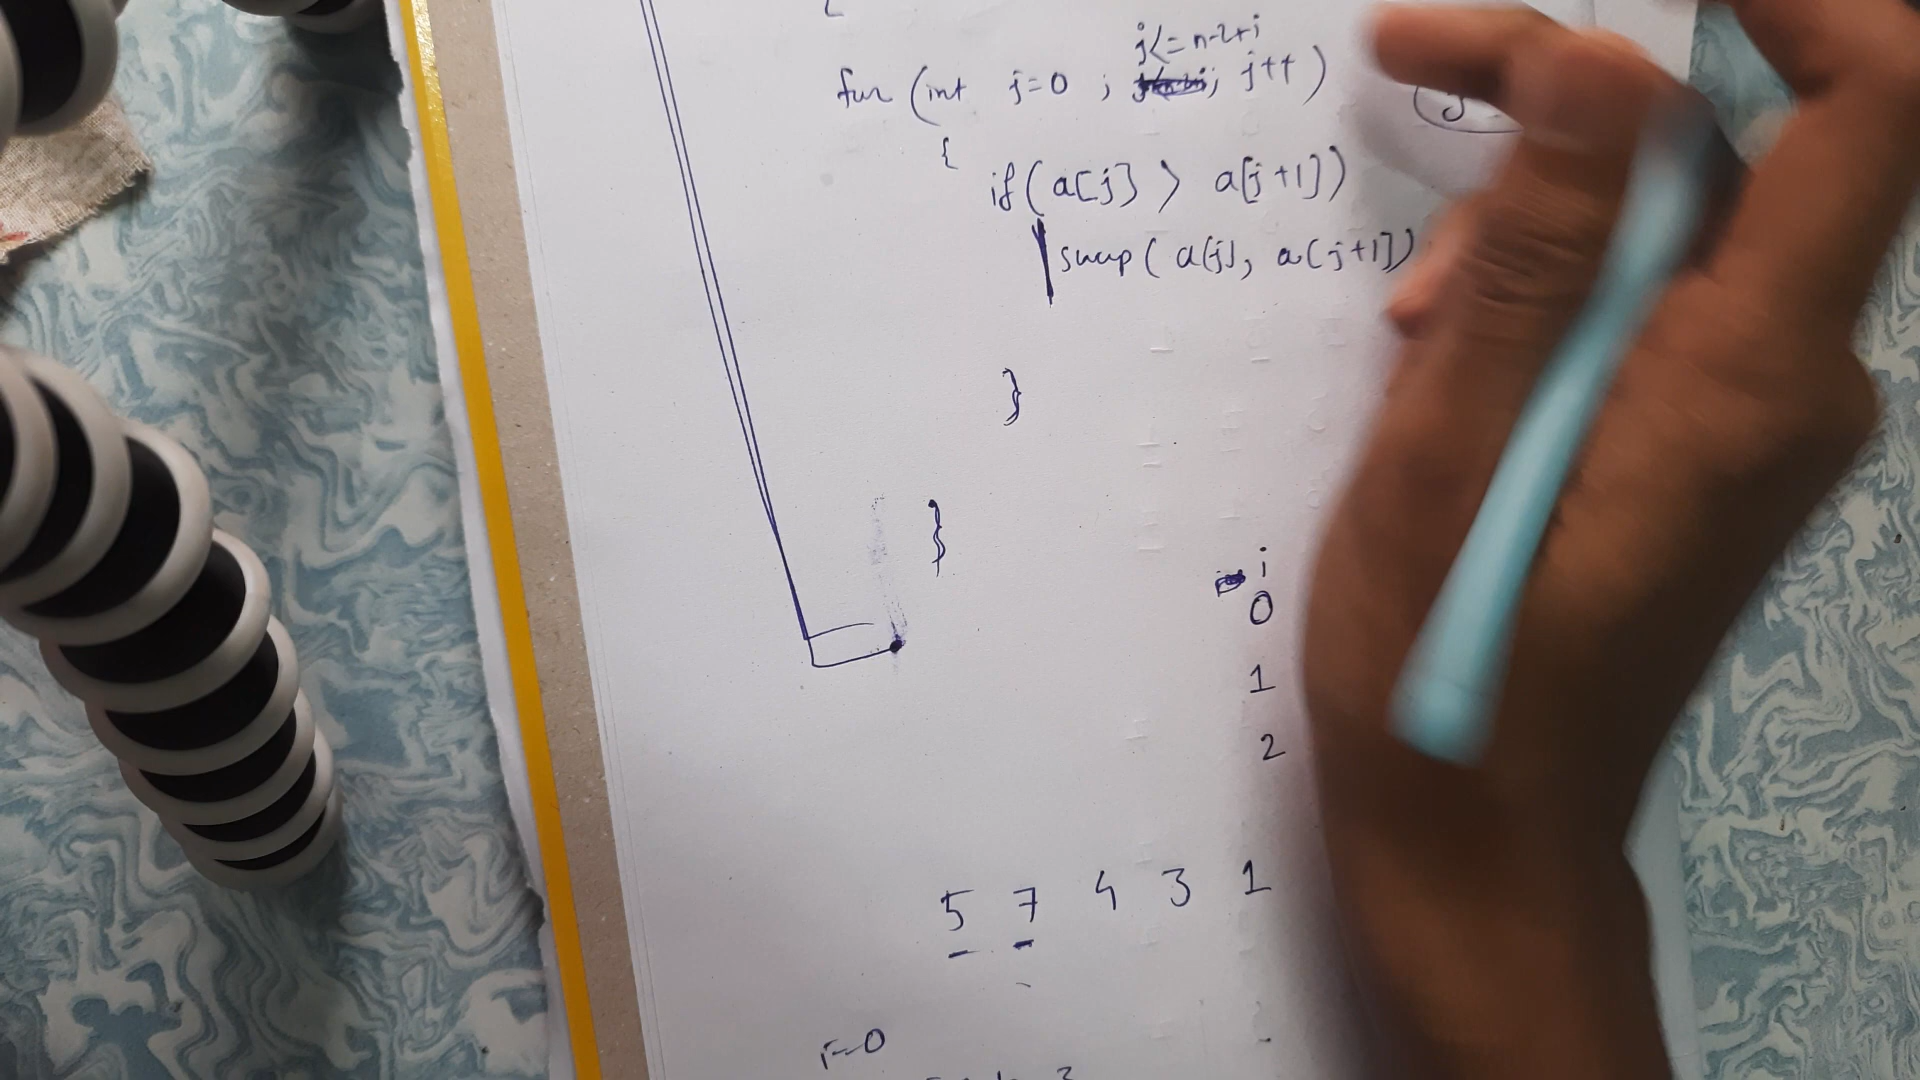 {
j<=n-2+i
for (int j=0 ; ; j++)
{
if(a[j] > a[j+1])
swap( a[j], a[j+1])
}
}
i
0
1
2
5 7 4 3 1
i=0